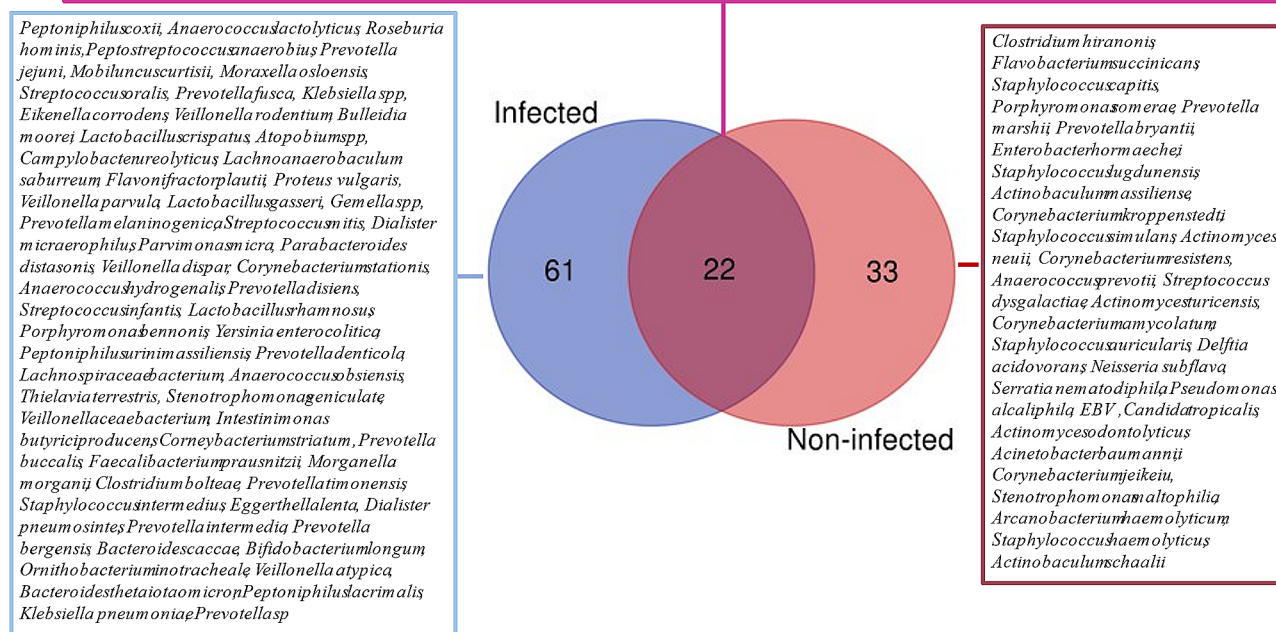 Peptoniphiluscoxii, Anaerococcuslactolyticus, Roseburia
hominis,Peptostreptococcusanaerobius, Prevotella
jejuni, Mobiluncuscurtisii, Moraxellaosloensis,
Streptococcusoralis, Prevotellafusca, Klebsiellaspp,
Eikenellacorrodens, Veillonellarodentium, Bulleidia
moorei, Lactobacilluscrispatus, Atopobiumspp,
Campylobacterureolyticus, Lachnoanaerobaculum
saburreum, Flavonifractorplautii, Proteus vulgaris,
Veillonellaparvula, Lactobacillusgasseri, Gemellaspp,
Prevotellamelaninogenica,Streptococcusmitis, Dialister
micraerophilus,Parvimonasmicra, Parabacteroides
distasonis, Veillonelladispar, Corynebacteriumstationis,
Anaerococcushydrogenalis,Prevotelladisiens,
Streptococcusinfantis, Lactobacillusrhamnosus,
Porphyromonasbennonis, Yersiniaenterocolitica,
Peptoniphilusurinimassiliensis, Prevotelladenticola,
Lachnospiraceaebacterium, Anaerococcusobsiensis,
Thielaviaterrestris, Stenotrophomonasgeniculate,
Veillonellaceaebacterium, Intestinimonas
butyriciproducens,Corneybacteriumstriatum, Prevotella
buccalis, Faecalibacteriumprausnitzii, Morganella
morganii, Clostridiumbolteae, Prevotellatimonensis,
Staphylococcusintermedius, Eggerthellalenta, Dialister
pneumosintes,Prevotellaintermedia, Prevotella
bergensis, Bacteroidescaccae, Bifidobacteriumlongum,
Ornithobacteriuminotracheale, Veillonellaatypica,
Bacteroidesthetaiotaomicron,Peptoniphiluslacrimalis,
Klebsiella pneumoniae,Prevotellasp
Infected
61
22
33
Non-infected
Clostridiumhiranonis,
Flavobacteriumsuccinicans,
Staphylococcuscapitis,
Porphyromonassomerae, Prevotella
marshii, Prevotellabryantii,
Enterobacterhormaechei,
Staphylococcuslugdunensis,
Actinobaculummassiliense,
Corynebacteriumkroppenstedti,
Staphylococcussimulans, Actinomyces
neuii, Corynebacteriumresistens,
Anaerococcusprevotii, Streptococcus
dysgalactiae, Actinomycesturicensis,
Corynebacteriumamycolatum,
Staphylococcusauricularis, Delftia
acidovorans, Neisseria subflava,
Serratianematodiphila,Pseudomonas
alcaliphila, EBV ,Candidatropicalis,
Actinomycesodontolyticus,
Acinetobacterbaumannii,
Corynebacteriumjeikeiu,
Stenotrophomonasmaltophilia,
Arcanobacteriumhaemolyticum,
Staphylococcushaemolyticus,
Actinobaculumschaalii